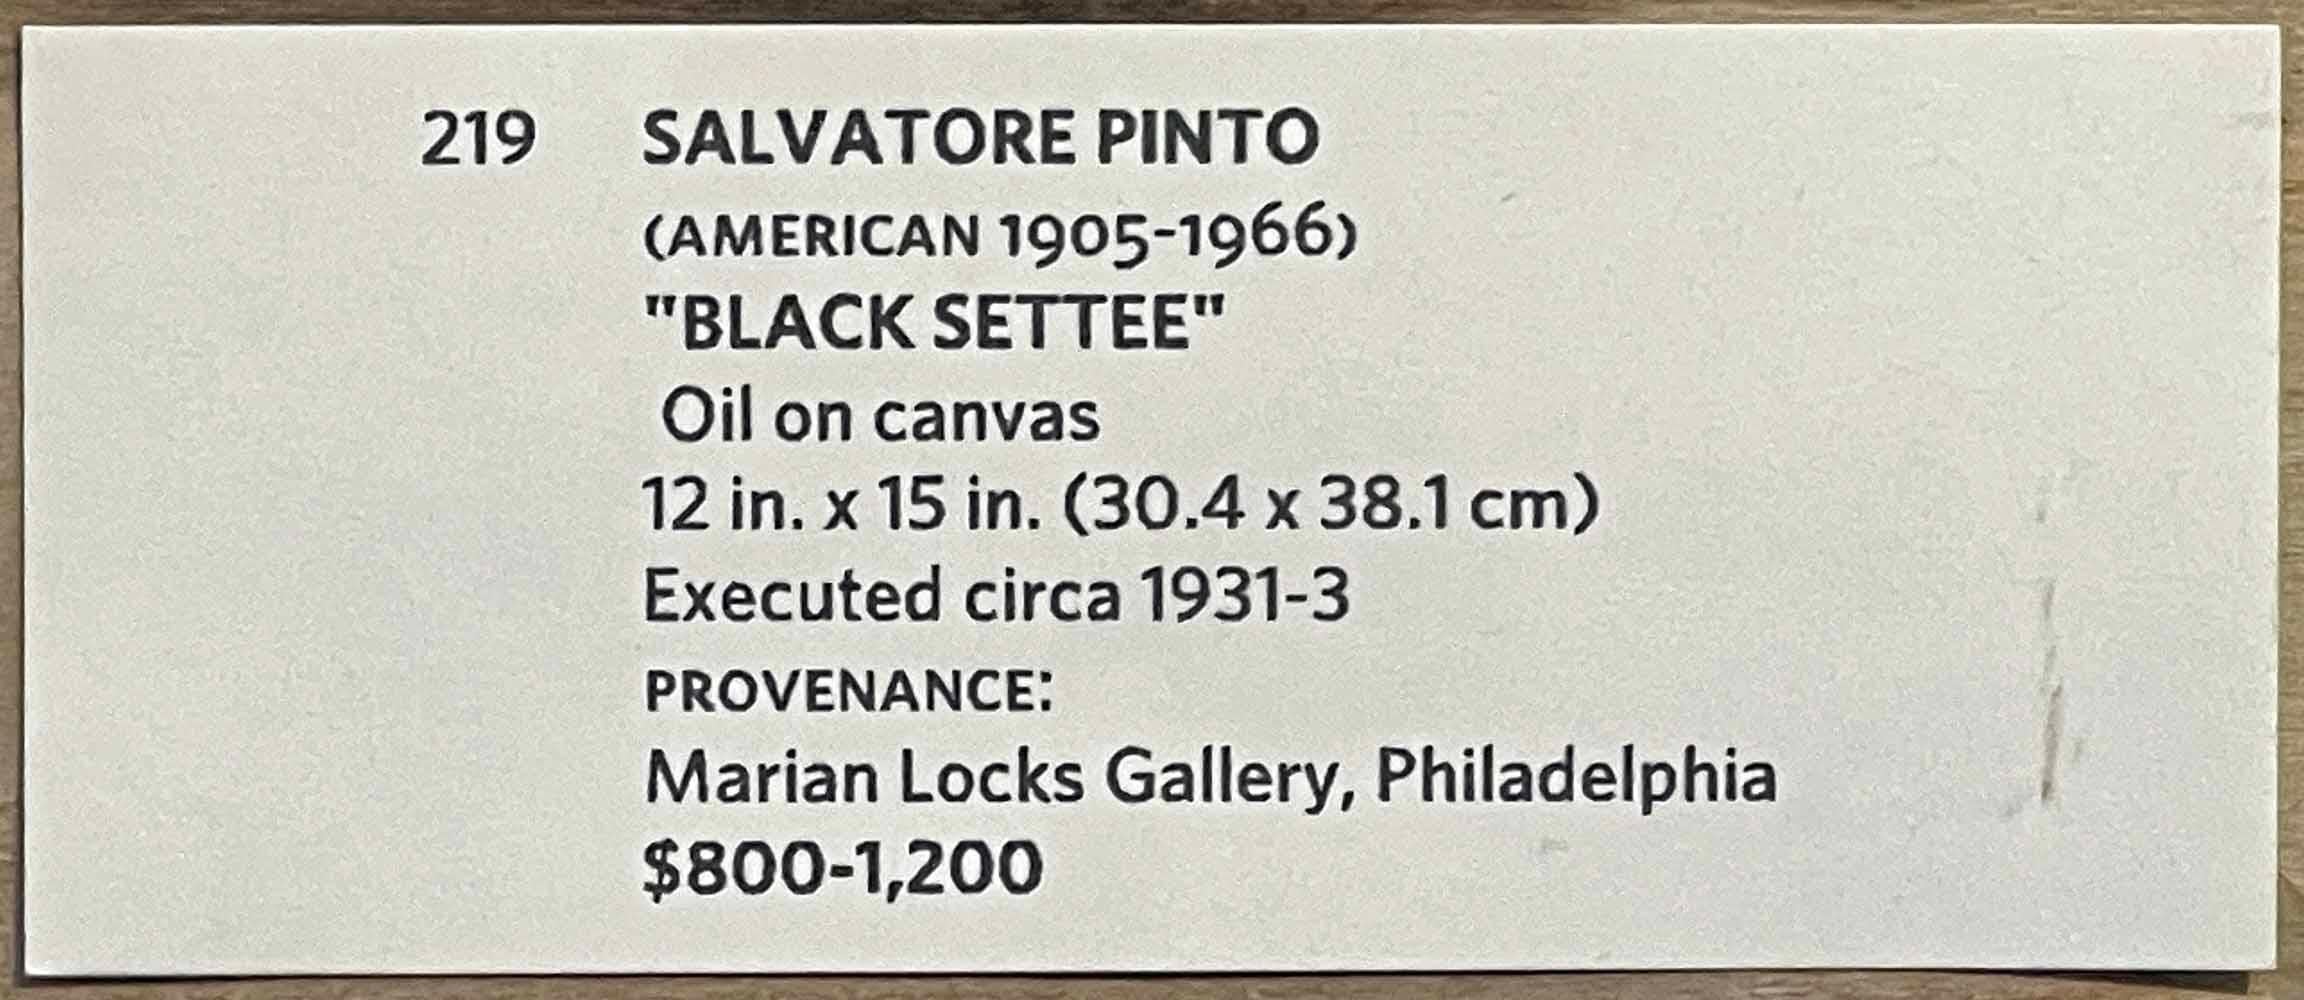 219 SALVATORE PINTO
(AMERICAN 1905-1966)
"BLACK SETTEE"
Oil on canvas
12 in. x 15 in. (30.4 x 38.1 cm)
Executed circa 1931-3
PROVENANCE:
Marian Locks Gallery, Philadelphia
$800-1,200